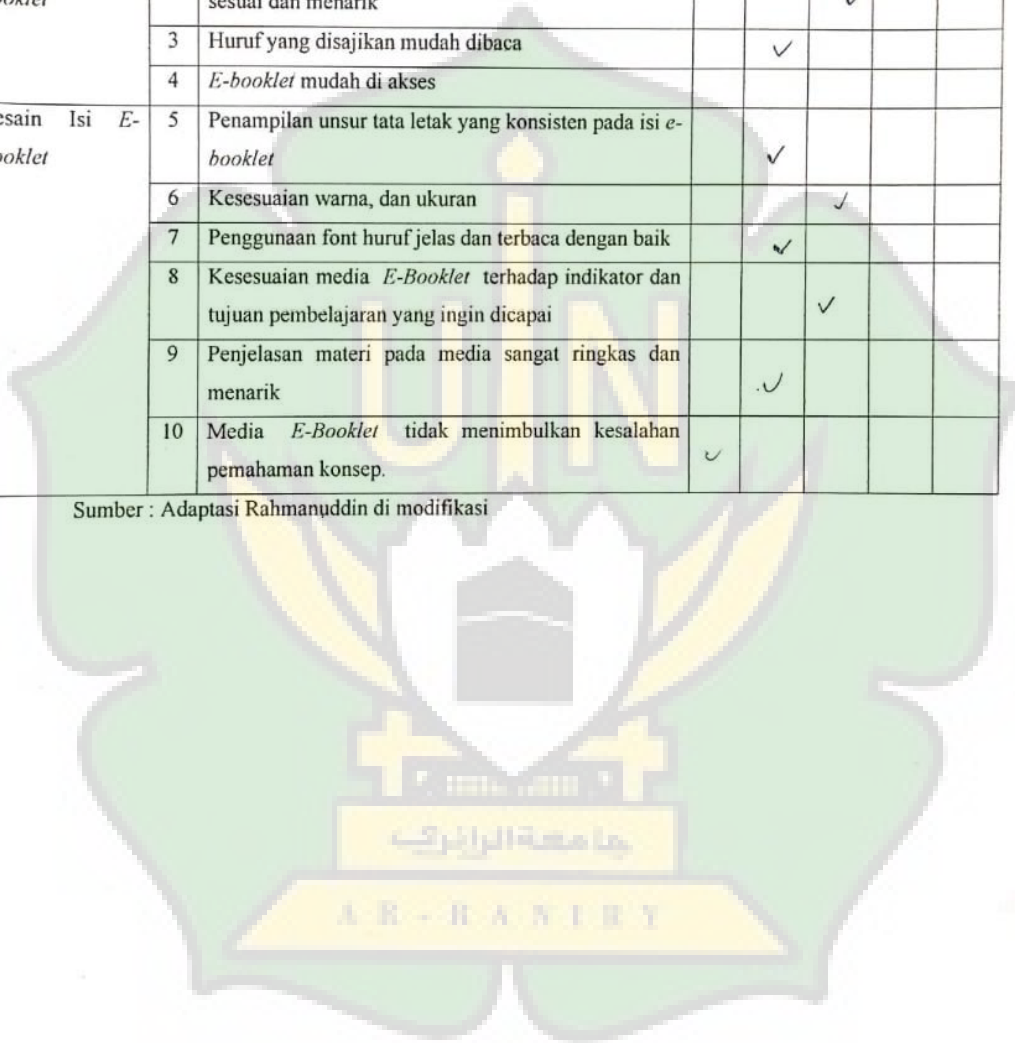 sesuai dan menarik ✓
3 Huruf yang disajikan mudah dibaca ✓
4 E-booklet mudah di akses
esain Isi E-
ooklet
5 Penampilan unsur tata letak yang konsisten pada isi e-
booklet ✓
6 Kesesuaian warna, dan ukuran ✓
7 Penggunaan font huruf jelas dan terbaca dengan baik ✓
8 Kesesuaian media E-Booklet terhadap indikator dan
tujuan pembelajaran yang ingin dicapai ✓
9 Penjelasan materi pada media sangat ringkas dan
menarik ✓
10 Media E-Booklet tidak menimbulkan kesalahan
pemahaman konsep. ✓
Sumber : Adaptasi Rahmanuddin di modifikasi
UIN
جامعة الرانري
AR-RANIRY